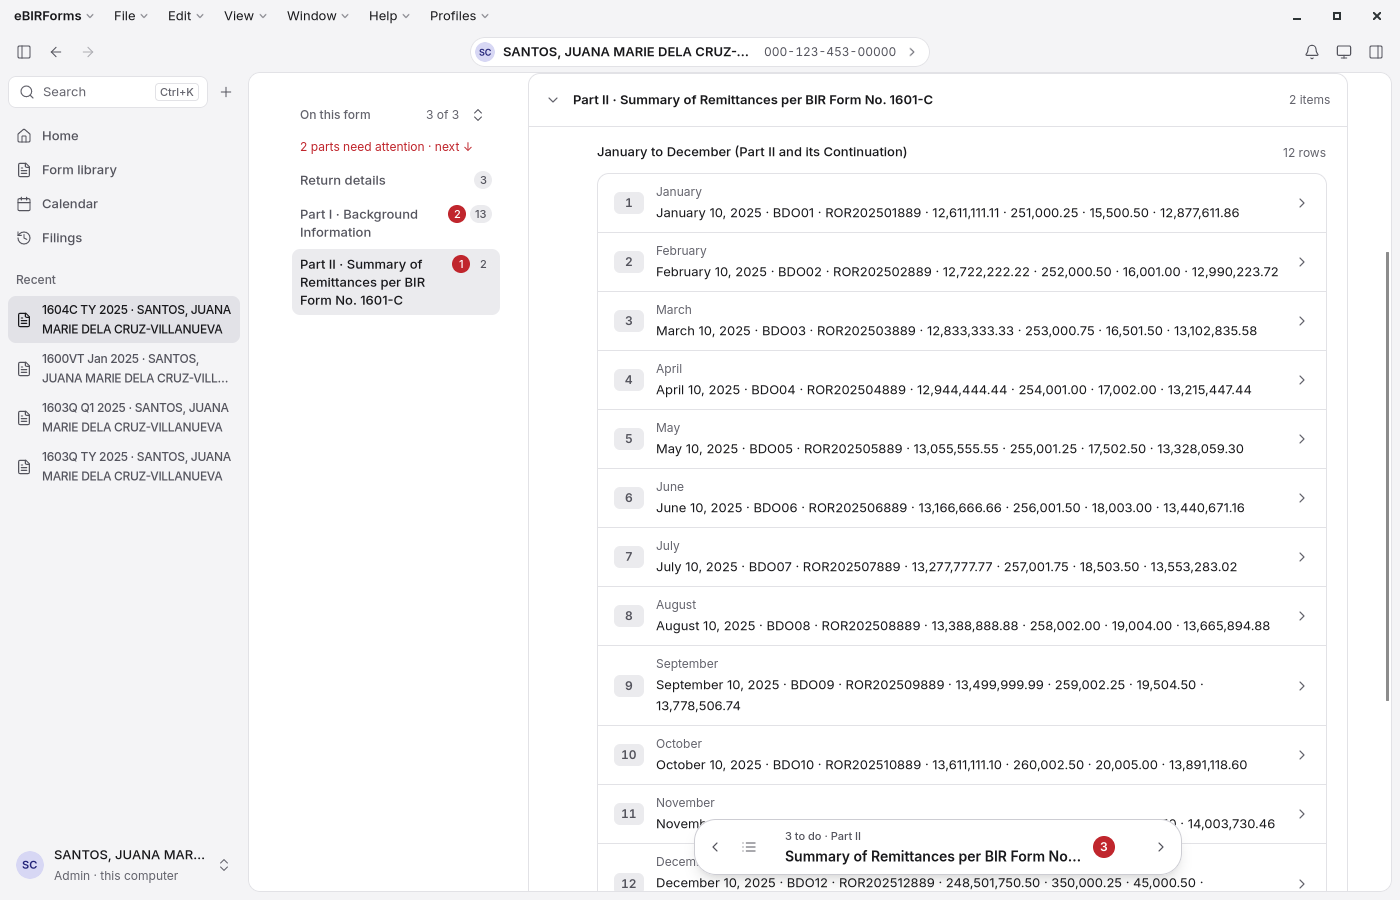 eBIRForms File Edit View Window Help Profiles
SC SANTOS, JUANA MARIE DELA CRUZ-... 000-123-453-00000
Search Ctrl+K
Home
Form library
Calendar
Filings
Recent
1604C TY 2025 · SANTOS, JUANA
MARIE DELA CRUZ-VILLANUEVA
1600VT Jan 2025 · SANTOS,
JUANA MARIE DELA CRUZ-VILL...
1603Q Q1 2025 · SANTOS, JUANA
MARIE DELA CRUZ-VILLANUEVA
1603Q TY 2025 · SANTOS, JUANA
MARIE DELA CRUZ-VILLANUEVA
SC SANTOS, JUANA MAR...
Admin · this computer
On this form 3 of 3
2 parts need attention · next ↓
Return details 3
Part I · Background 2 13
Information
Part II · Summary of 1 2
Remittances per BIR
Form No. 1601-C
Part II · Summary of Remittances per BIR Form No. 1601-C 2 items
January to December (Part II and its Continuation) 12 rows
1 January
January 10, 2025 · BDO01 · ROR202501889 · 12,611,111.11 · 251,000.25 · 15,500.50 · 12,877,611.86
2 February
February 10, 2025 · BDO02 · ROR202502889 · 12,722,222.22 · 252,000.50 · 16,001.00 · 12,990,223.72
3 March
March 10, 2025 · BDO03 · ROR202503889 · 12,833,333.33 · 253,000.75 · 16,501.50 · 13,102,835.58
4 April
April 10, 2025 · BDO04 · ROR202504889 · 12,944,444.44 · 254,001.00 · 17,002.00 · 13,215,447.44
5 May
May 10, 2025 · BDO05 · ROR202505889 · 13,055,555.55 · 255,001.25 · 17,502.50 · 13,328,059.30
6 June
June 10, 2025 · BDO06 · ROR202506889 · 13,166,666.66 · 256,001.50 · 18,003.00 · 13,440,671.16
7 July
July 10, 2025 · BDO07 · ROR202507889 · 13,277,777.77 · 257,001.75 · 18,503.50 · 13,553,283.02
8 August
August 10, 2025 · BDO08 · ROR202508889 · 13,388,888.88 · 258,002.00 · 19,004.00 · 13,665,894.88
9 September
September 10, 2025 · BDO09 · ROR202509889 · 13,499,999.99 · 259,002.25 · 19,504.50 ·
13,778,506.74
10 October
October 10, 2025 · BDO10 · ROR202510889 · 13,611,111.10 · 260,002.50 · 20,005.00 · 13,891,118.60
11 November
· 14,003,730.46
12 December 10, 2025 · BDO12 · ROR202512889 · 248,501,750.50 · 350,000.25 · 45,000.50 ·
3 to do · Part II
Summary of Remittances per BIR Form No... 3